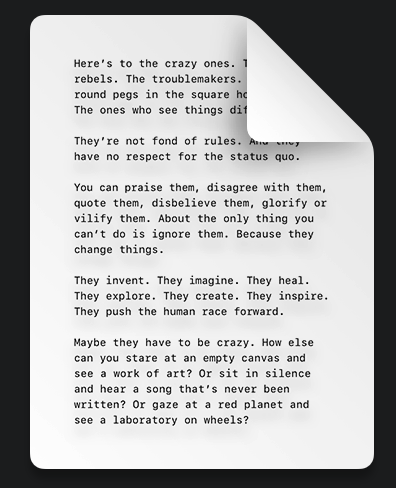 Here's to the crazy ones.
rebels. The troublemakers.
round pegs in the square
The ones who see things
They're not fond of rules. And they
have no respect for the status quo.
You can praise them, disagree with them,
quote them, disbelieve them, glorify or
vilify them. About the only thing you
can't do is ignore them. Because they
change things.
They invent. They imagine. They heal.
They explore. They create. They inspire.
They push the human race forward.
Maybe they have to be crazy. How else
can you stare at an empty canvas and
see a work of art? Or sit in silence
and hear a song that's never been
written? Or gaze at a red planet and
see a laboratory on wheels?